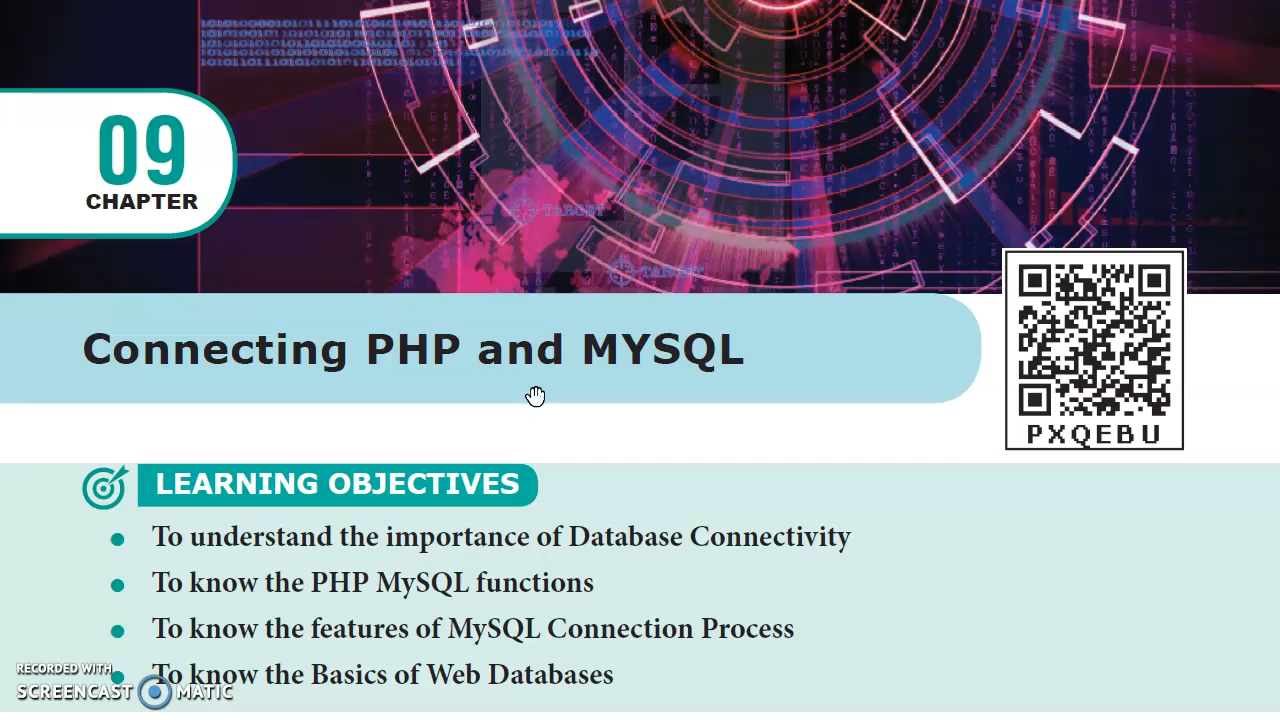 09
CHAPTER
TARGET
TARGET
Connecting PHP and MYSQL
PXQEBU
LEARNING OBJECTIVES
To understand the importance of Database Connectivity
To know the PHP MySQL functions
To know the features of MySQL Connection Process
To know the Basics of Web Databases
RECORDED WITH
SCREENCAST MATIC